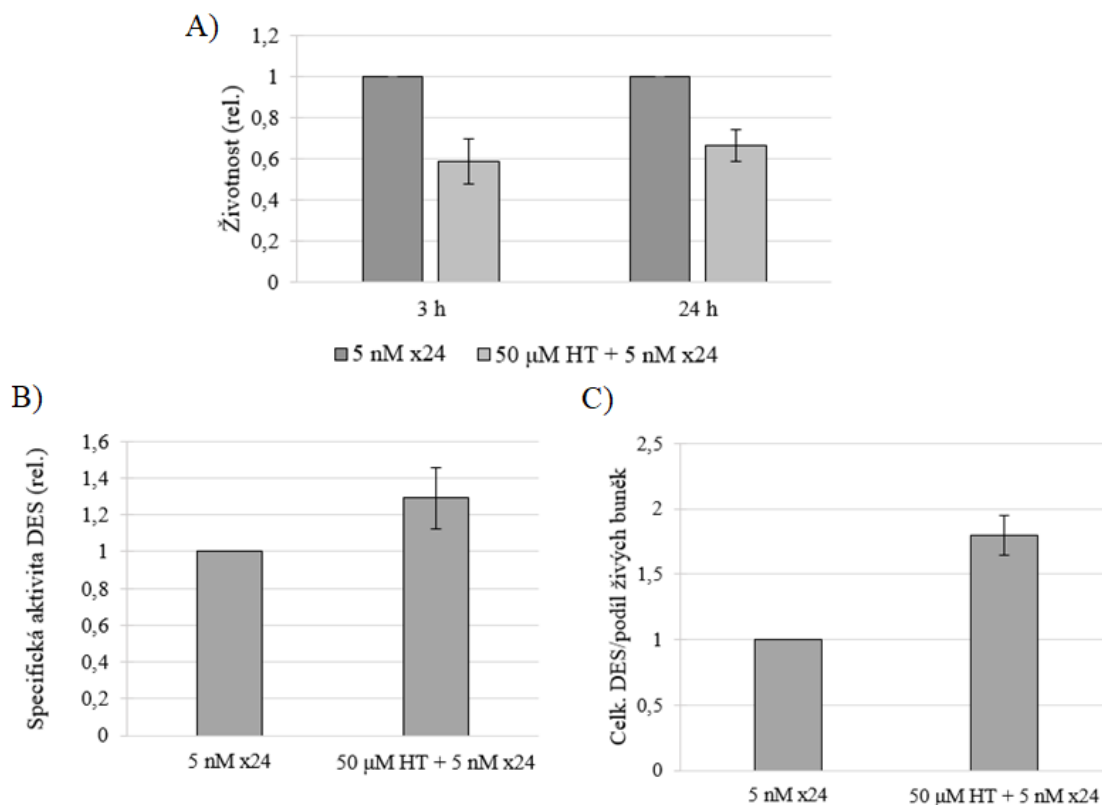 A)
Životnost (rel.)
1,2
1
0,8
0,6
0,4
0,2
0
3 h
24 h
5 nM x24
50 µM HT + 5 nM x24
B)
Specifická aktivita DES (rel.)
1,6
1,4
1,2
1
0,8
0,6
0,4
0,2
0
5 nM x24
50 µM HT + 5 nM x24
C)
Celk. DES/podíl živých buněk
2,5
2
1,5
1
0,5
0
5 nM x24
50 µM HT + 5 nM x24